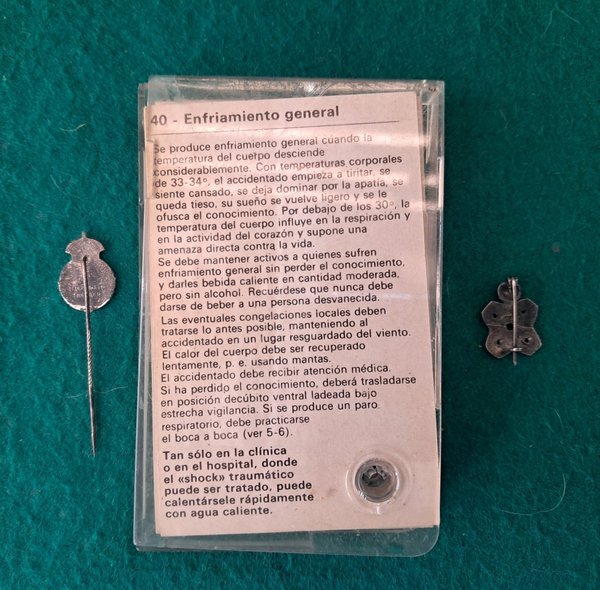 40 - Enfriamiento general
Se produce enfriamiento general cuando la
temperatura del cuerpo desciende
considerablemente. Con temperaturas corporales
de 33-34º, el accidentado empieza a tiritar, se
siente cansado, se deja dominar por la apatía, se
queda tieso, su sueño se vuelve ligero y se le
ofusca el conocimiento. Por debajo de los 30º, la
temperatura del cuerpo influye en la respiración y
en la actividad del corazón y supone una
amenaza directa contra la vida.
Se debe mantener activos a quienes sufren
enfriamiento general sin perder el conocimiento,
y darles bebida caliente en cantidad moderada,
pero sin alcohol. Recuérdese que nunca debe
darse de beber a una persona desvanecida.
Las eventuales congelaciones locales deben
tratarse lo antes posible, manteniendo al
accidentado en un lugar resguardado del viento.
El calor del cuerpo debe ser recuperado
lentamente, p. e. usando mantas.
El accidentado debe recibir atención médica.
Si ha perdido el conocimiento, deberá trasladarse
en posición decúbito ventral ladeada bajo
estrecha vigilancia. Si se produce un paro
respiratorio, debe practicarse
el boca a boca (ver 5-6).
Tan sólo en la clínica
o en el hospital, donde
el «shock» traumático
puede ser tratado, puede
calentársele rápidamente
con agua caliente.